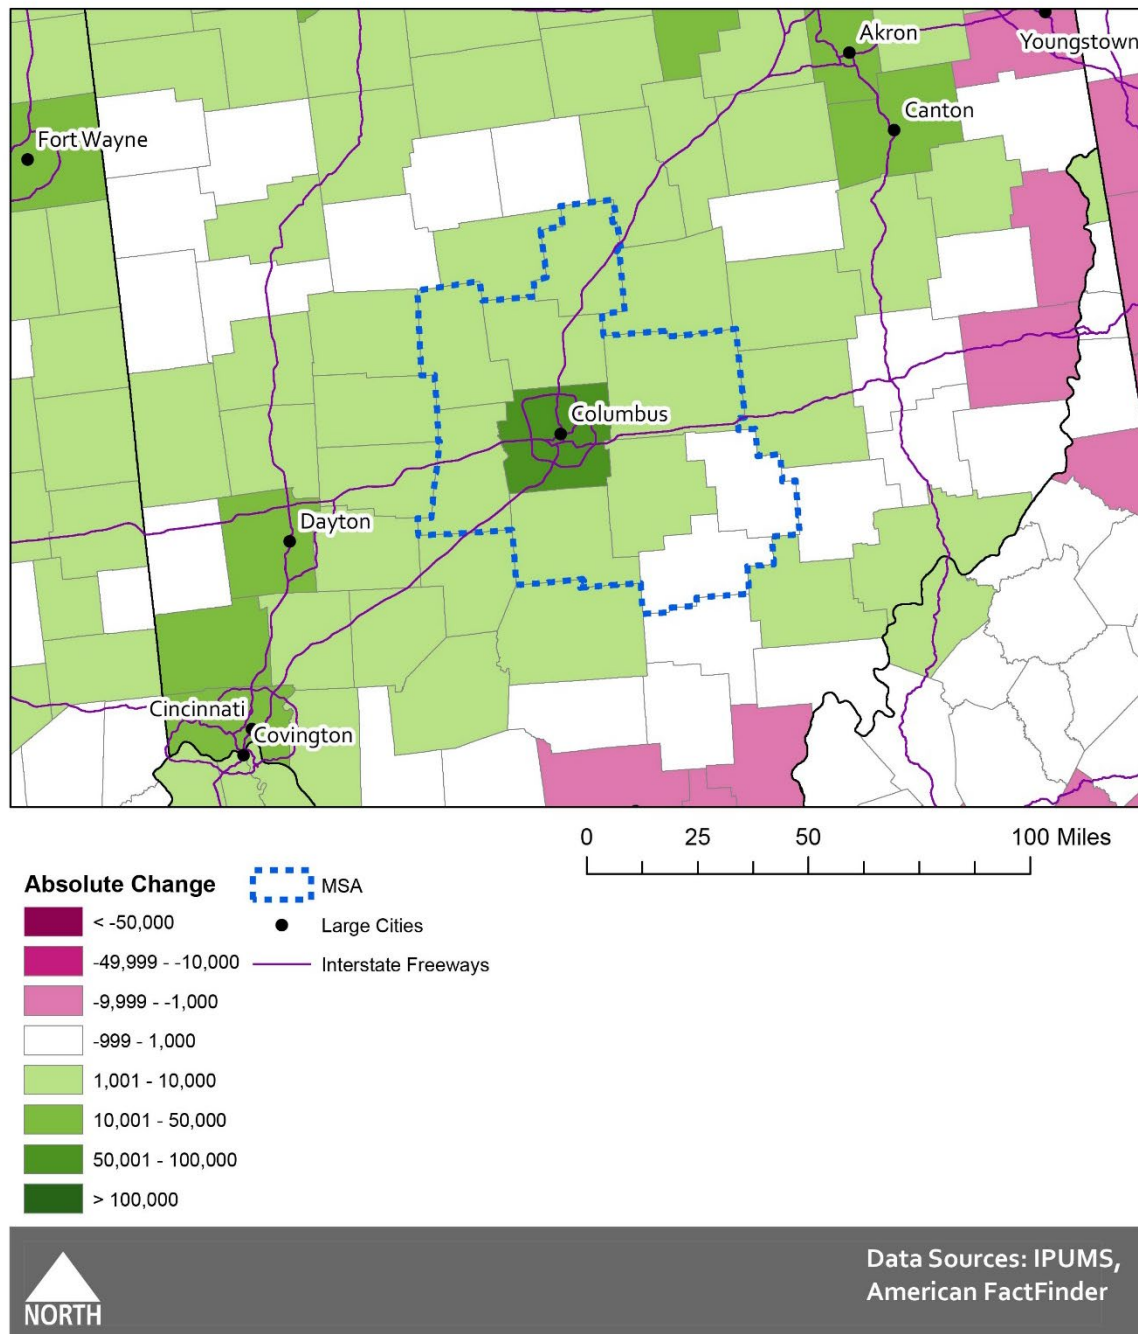 Akron
Youngstown
Canton
Fort Wayne
Columbus
Dayton
Cincinnati
Covington
0 25 50 100 Miles
Absolute Change
< -50,000
-49,999 - -10,000
-9,999 - -1,000
-999 - 1,000
1,001 - 10,000
10,001 - 50,000
50,001 - 100,000
> 100,000
MSA
Large Cities
Interstate Freeways
NORTH
Data Sources: IPUMS,
American FactFinder